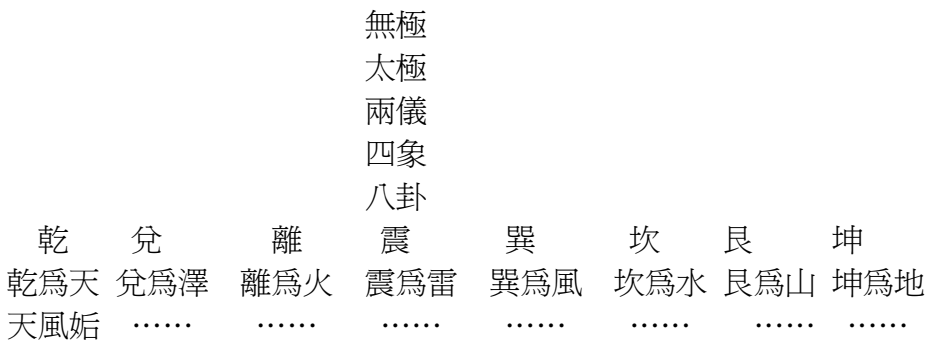 無極
太極
兩儀
四象
八卦
乾 兌 離 震 巽 坎 艮 坤
乾爲天 兌爲澤 離爲火 震爲雷 巽爲風 坎爲水 艮爲山 坤爲地
天風姤 …… …… …… …… …… …… ……